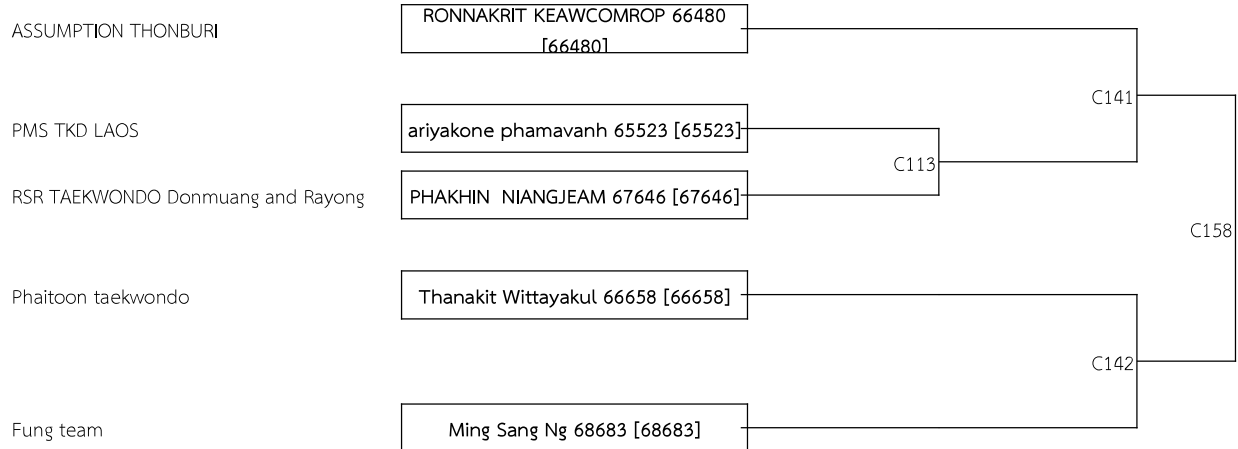 ASSUMPTION THONBURI
RONNAKRIT KEAWCOMROP 66480
[66480]
C141
PMS TKD LAOS
ariyakone phamavanh 65523 [65523]
C113
RSR TAEKWONDO Donmuang and Rayong
PHAKHIN  NIANGJEAM 67646 [67646]
C158
Phaitoon taekwondo
Thanakit Wittayakul 66658 [66658]
C142
Fung team
Ming Sang Ng 68683 [68683]